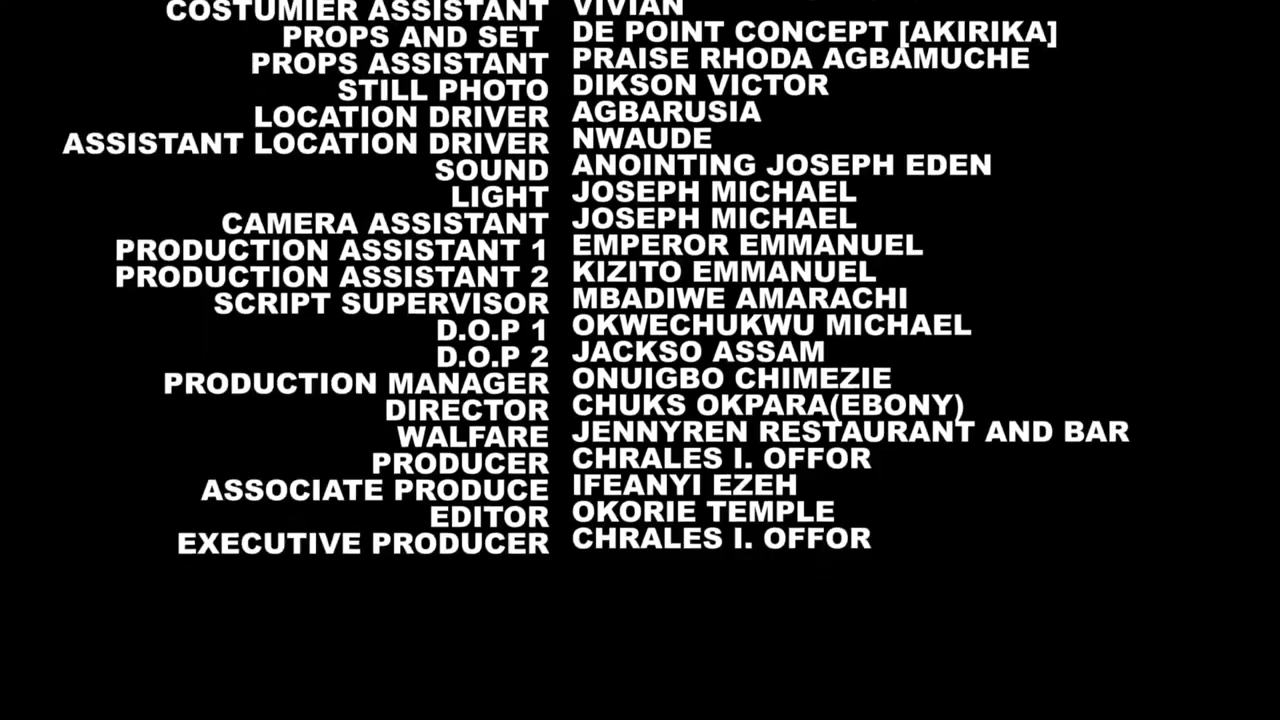 COSTUMIER ASSISTANT VIVIAN
PROPS AND SET DE POINT CONCEPT [AKIRIKA]
PROPS ASSISTANT PRAISE RHODA AGBAMUCHE
STILL PHOTO DIKSON VICTOR
LOCATION DRIVER AGBARUSIA
ASSISTANT LOCATION DRIVER NWAUDE
SOUND ANOINTING JOSEPH EDEN
LIGHT JOSEPH MICHAEL
CAMERA ASSISTANT JOSEPH MICHAEL
PRODUCTION ASSISTANT 1 EMPEROR EMMANUEL
PRODUCTION ASSISTANT 2 KIZITO EMMANUEL
SCRIPT SUPERVISOR MBADIWE AMARACHI
D.O.P 1 OKWECHUKWU MICHAEL
D.O.P 2 JACKSO ASSAM
PRODUCTION MANAGER ONUIGBO CHIMEZIE
DIRECTOR CHUKS OKPARA(EBONY)
WALFARE JENNYREN RESTAURANT AND BAR
PRODUCER CHRALES I. OFFOR
ASSOCIATE PRODUCE IFEANYI EZEH
EDITOR OKORIE TEMPLE
EXECUTIVE PRODUCER CHRALES I. OFFOR